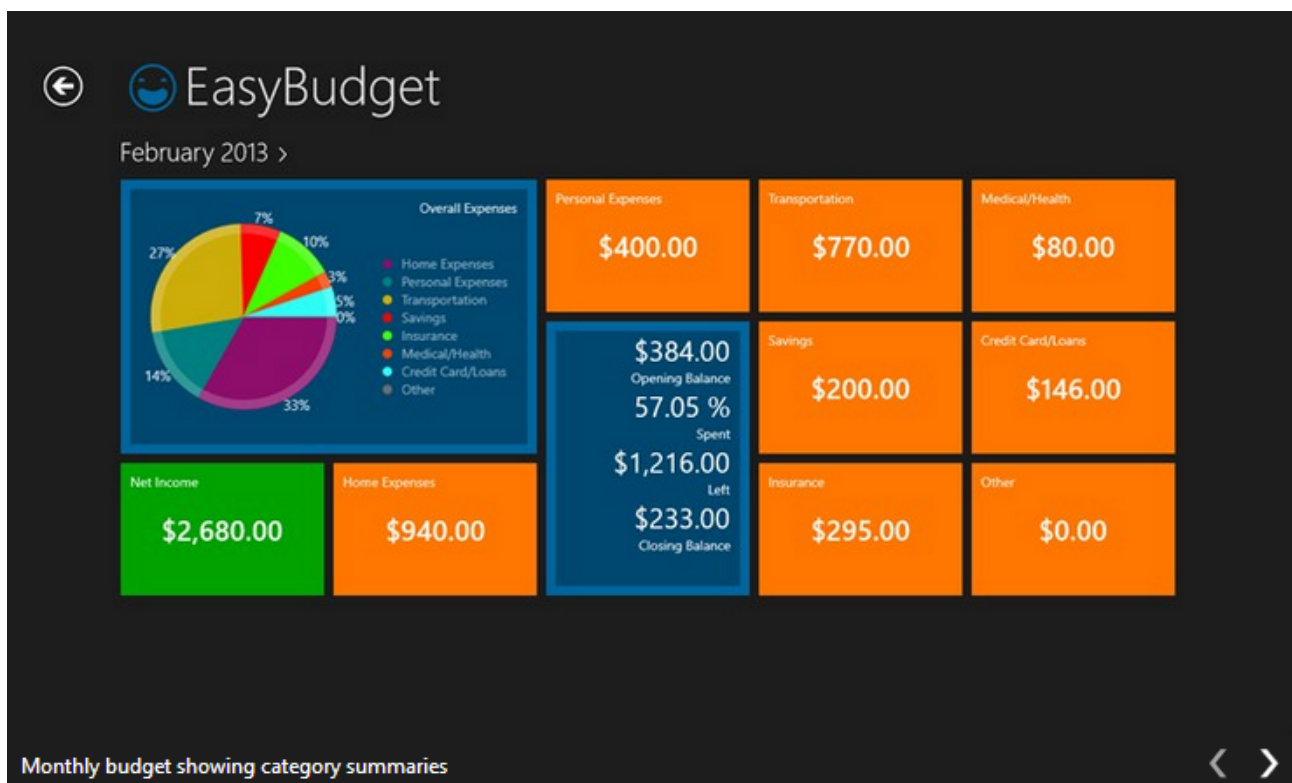 EasyBudget
February 2013 >
Overall Expenses
7%
10%
3%
5%
0%
33%
14%
27%
Home Expenses
Personal Expenses
Transportation
Savings
Insurance
Medical/Health
Credit Card/Loans
Other
Personal Expenses
$400.00
Transportation
$770.00
Medical/Health
$80.00
$384.00
Opening Balance
57.05 %
Spent
$1,216.00
Left
$233.00
Closing Balance
Savings
$200.00
Credit Card/Loans
$146.00
Net Income
$2,680.00
Home Expenses
$940.00
Insurance
$295.00
Other
$0.00
Monthly budget showing category summaries